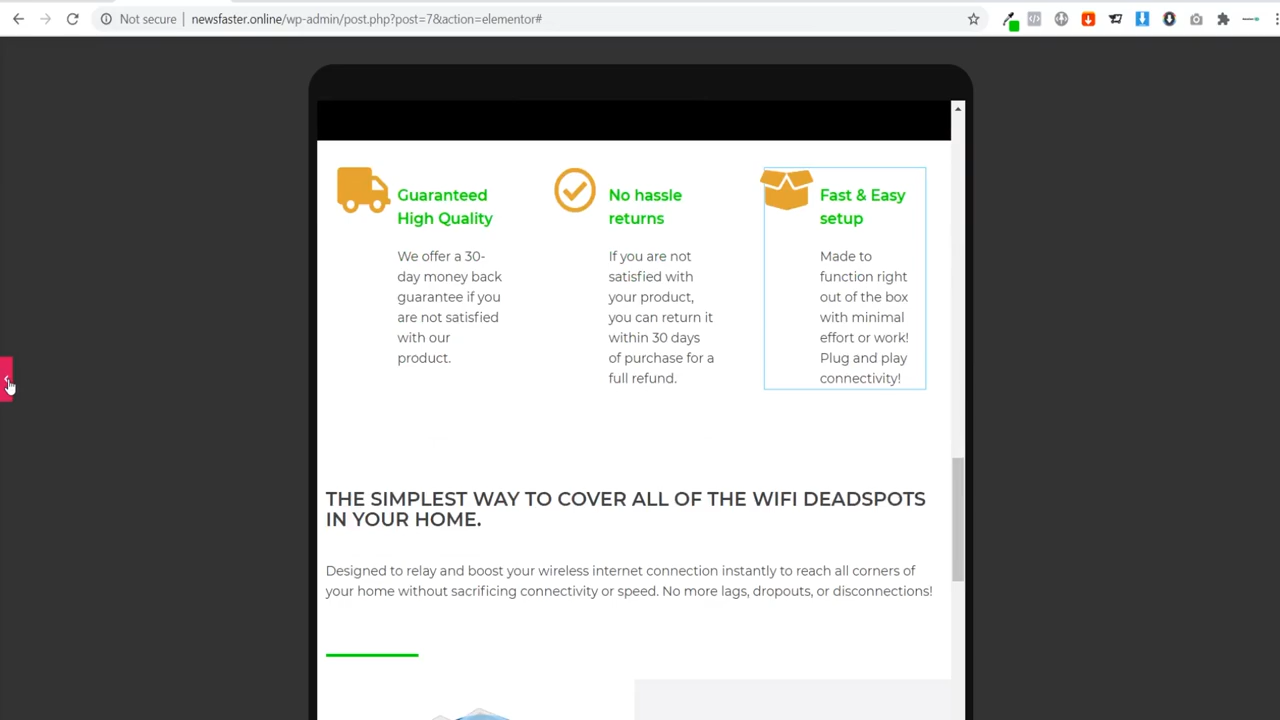 Not secure
newsfaster.online/wp-admin/post.php?post=7&action=elementor#
Guaranteed
High Quality
We offer a 30-
day money back
guarantee if you
are not satisfied
with our
product.
No hassle
returns
If you are not
satisfied with
your product,
you can return it
within 30 days
of purchase for a
full refund.
Fast & Easy
setup
Made to
function right
out of the box
with minimal
effort or work!
Plug and play
connectivity!
THE SIMPLEST WAY TO COVER ALL OF THE WIFI DEADSPOTS
IN YOUR HOME.
Designed to relay and boost your wireless internet connection instantly to reach all corners of
your home without sacrificing connectivity or speed. No more lags, dropouts, or disconnections!